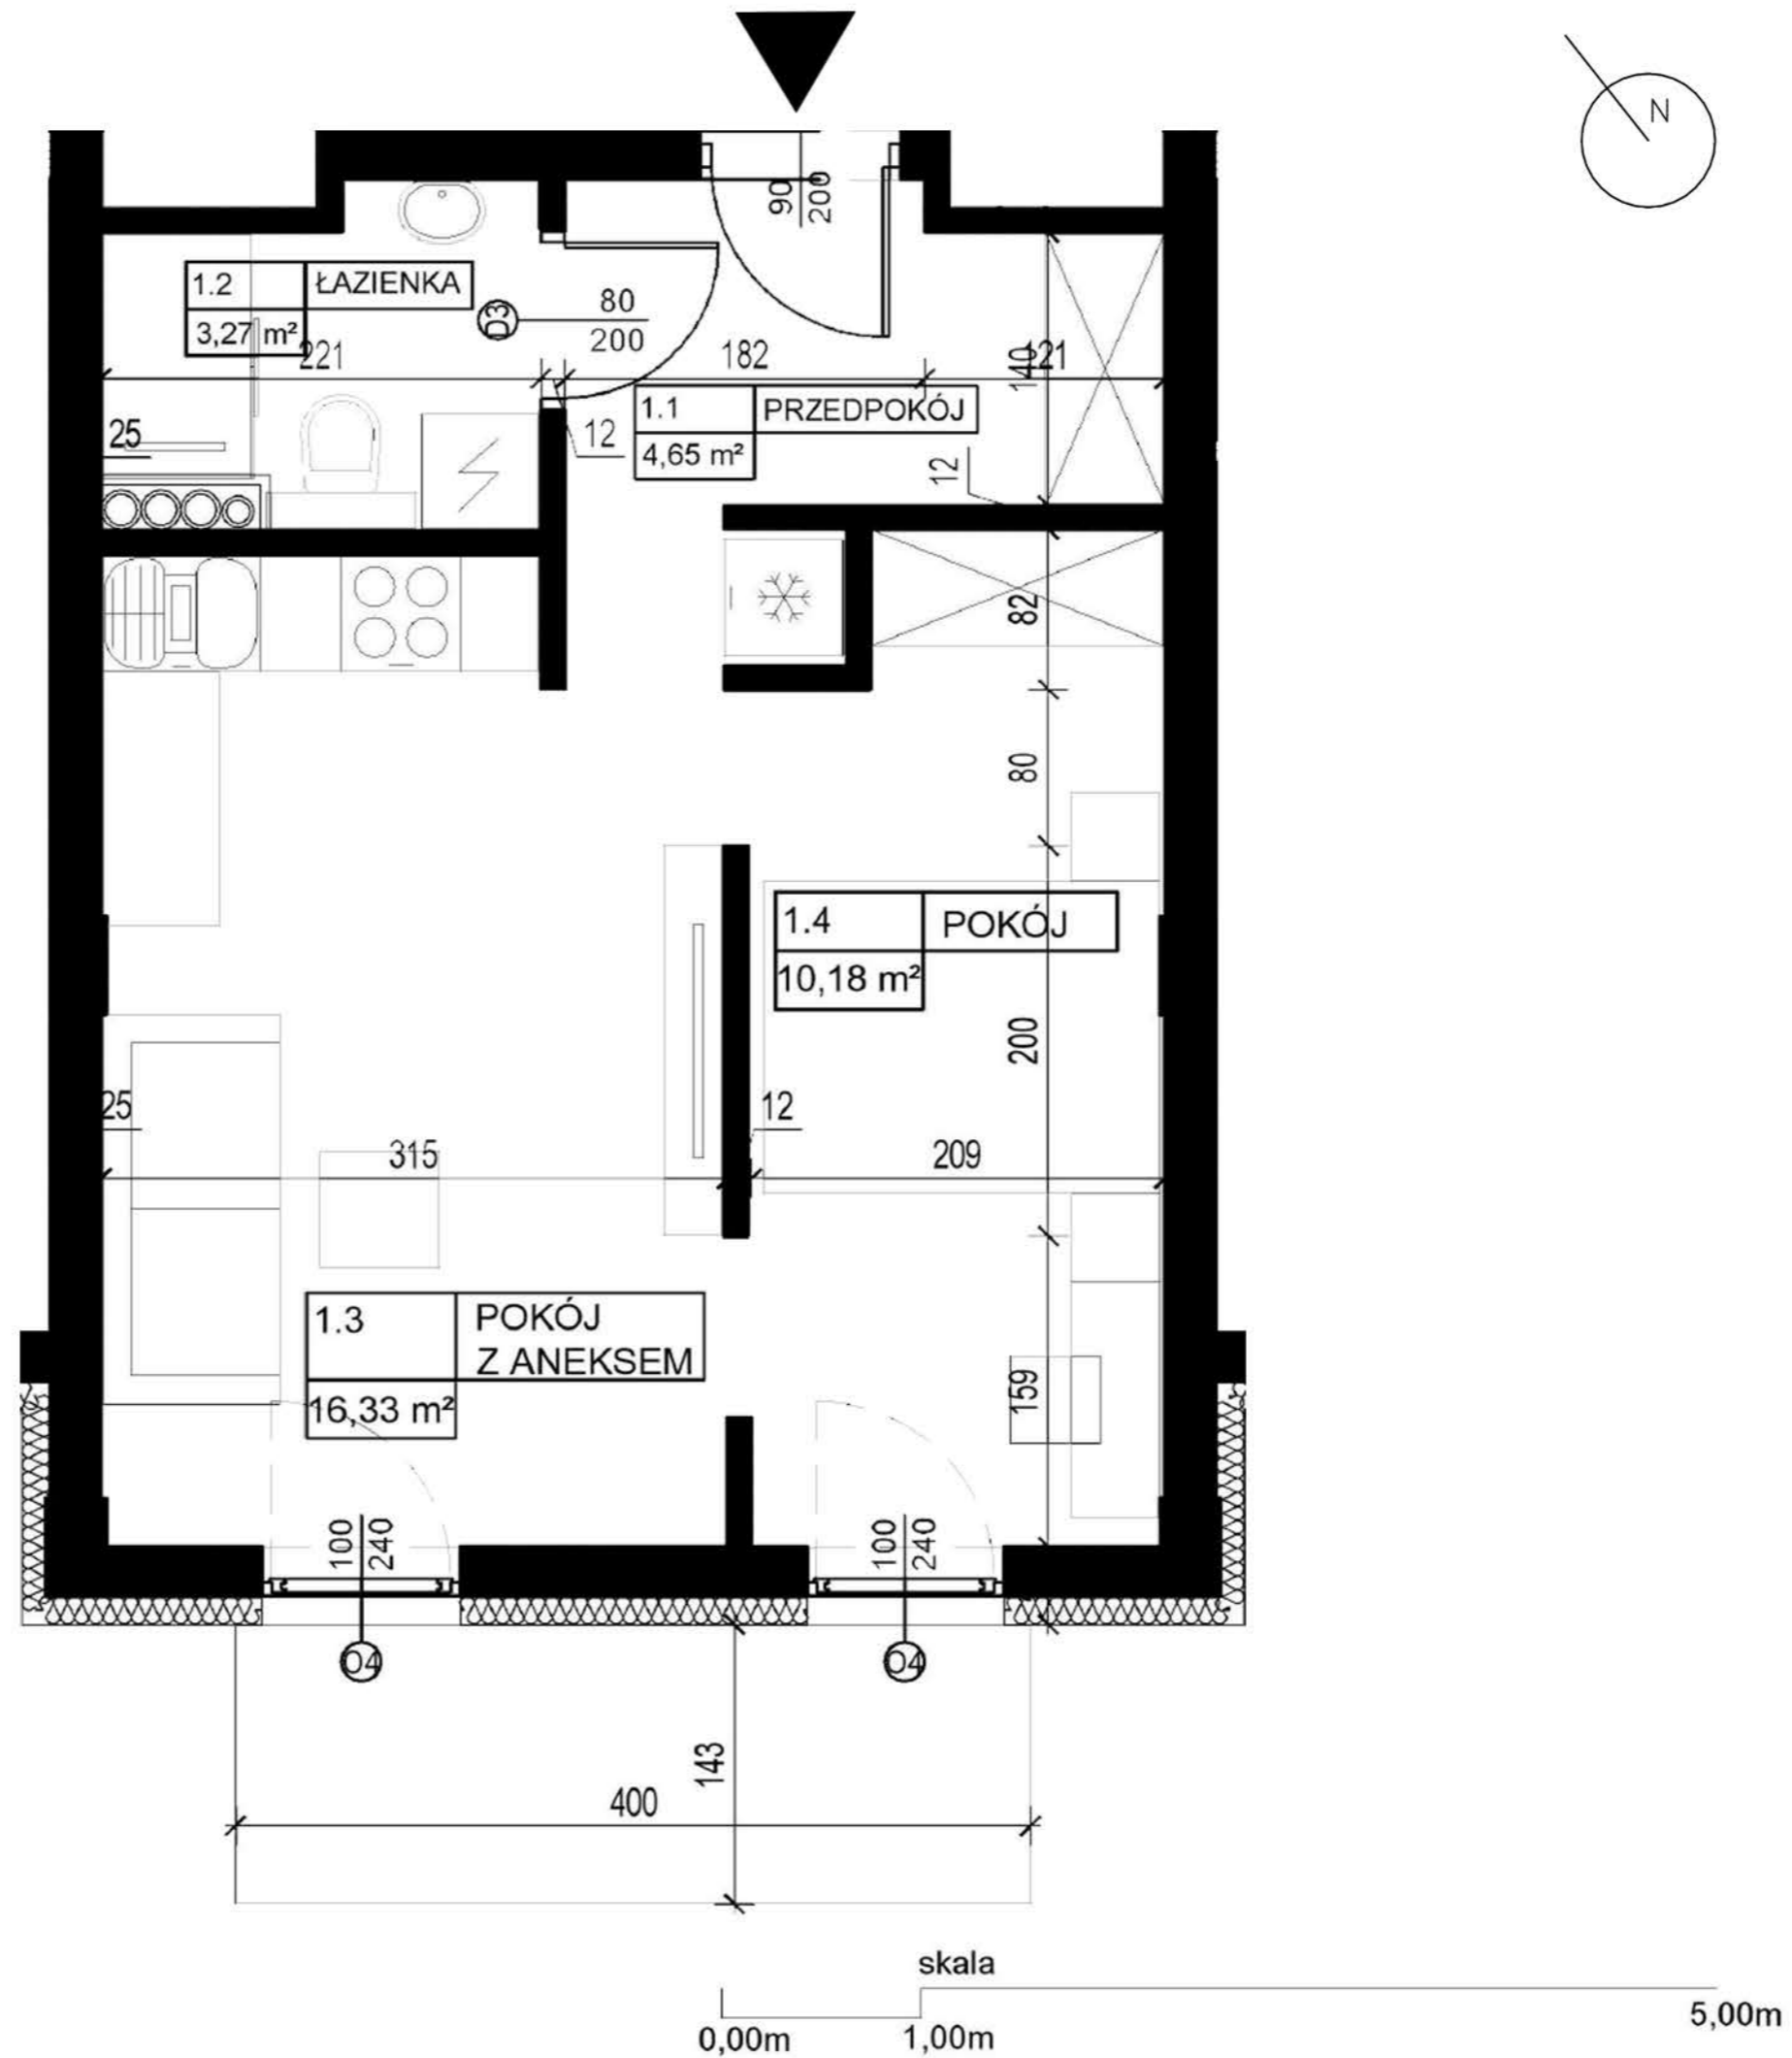 N
90
200
1.2 ŁAZIENKA
3,27 m²
D3
80
200
221
182
121
140
1.1 PRZEDPOKÓJ
4,65 m²
25
12
12
82
80
1.4 POKÓJ
10,18 m²
200
25
12
315
209
1.3 POKÓJ
Z ANEKSEM
16,33 m²
159
100
240
100
240
O4
O4
143
400
skala
0,00m
1,00m
5,00m